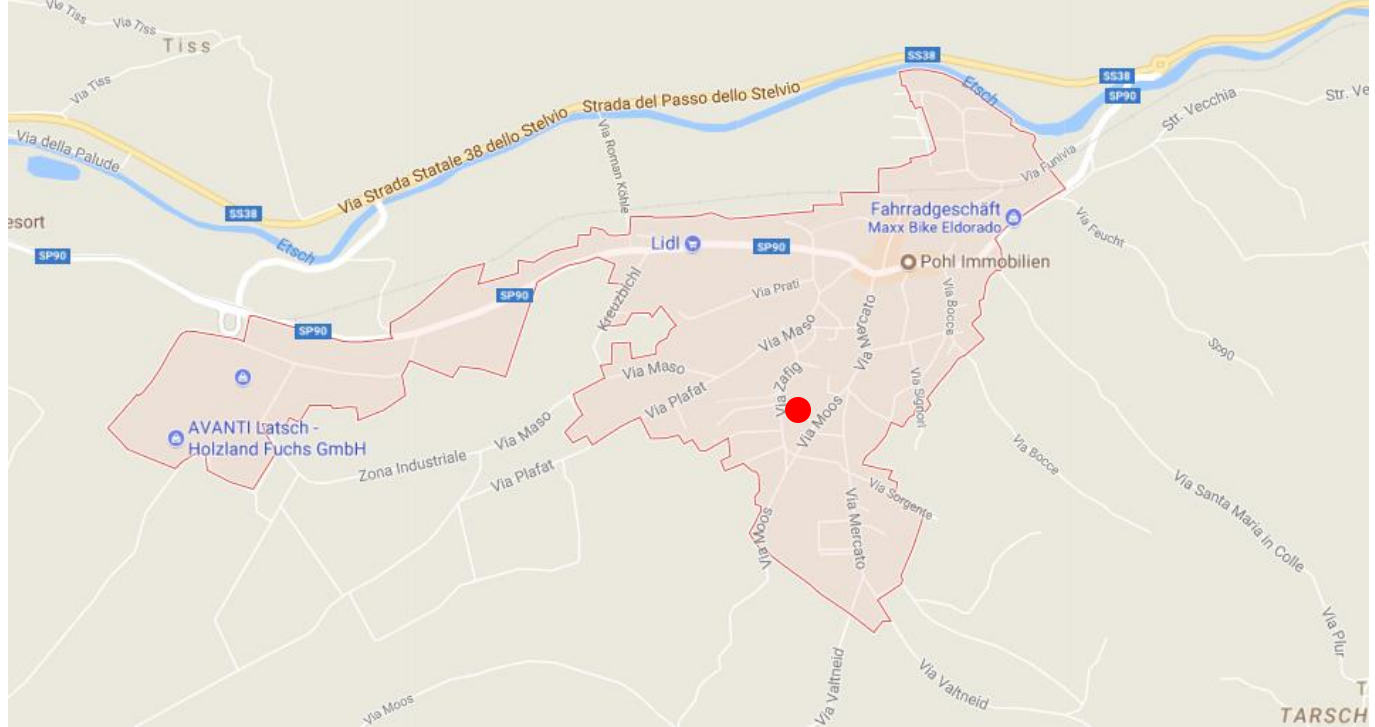 Via Tiss
Via Tiss
Tiss
Via Tiss
SS38
Etsch
SS38
SP90
Strada del Passo dello Stelvio
Str. Vecchia
Str. Ve
Via della Palude
Via Roman Köhle
Via Funivia
Via Strada Statale 38 dello Stelvio
esort
SS38
Fahrradgeschäft
Maxx Bike Eldorado
Via Feucht
Etsch
SP90
Lidl
SP90
Pohl Immobilien
Via Prati
Via Bocce
SP90
Kreuzbichl
Via Mercato
SP90
Via Maso
Sp90
Via Maso
Via Zafig
Via Plafat
Via Signori
Via Moos
AVANTI Latsch -
Holzland Fuchs GmbH
Via Maso
Zona Industriale
Via Plafat
Via Bocce
Via Sorgente
Via Mercato
Via Moos
Via Santa Maria in Colle
Via Plur
Via Valtneid
Via Valtneid
Via Moos
T
TARSCH